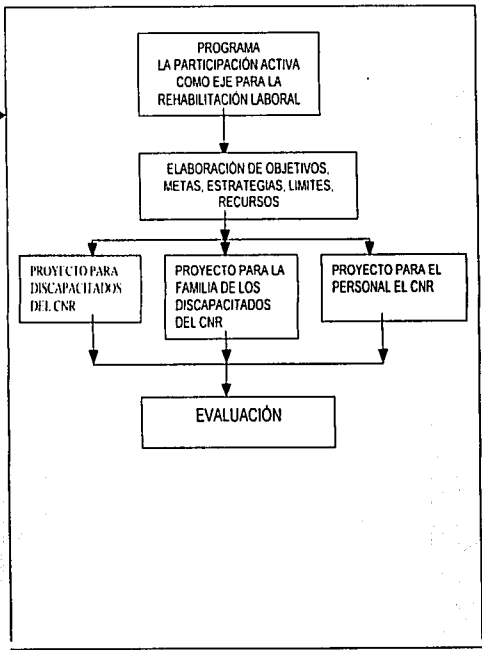 PROGRAMA
LA PARTICIPACIÓN ACTIVA
COMO EJE PARA LA
REHABILITACIÓN LABORAL
ELABORACIÓN DE OBJETIVOS,
METAS, ESTRATEGIAS, LIMITES,
RECURSOS
PROYECTO PARA
DISCAPACITADOS
DEL CNR
PROYECTO PARA LA
FAMILIA DE LOS
DISCAPACITADOS
DEL CNR
PROYECTO PARA EL
PERSONAL EL CNR
EVALUACIÓN